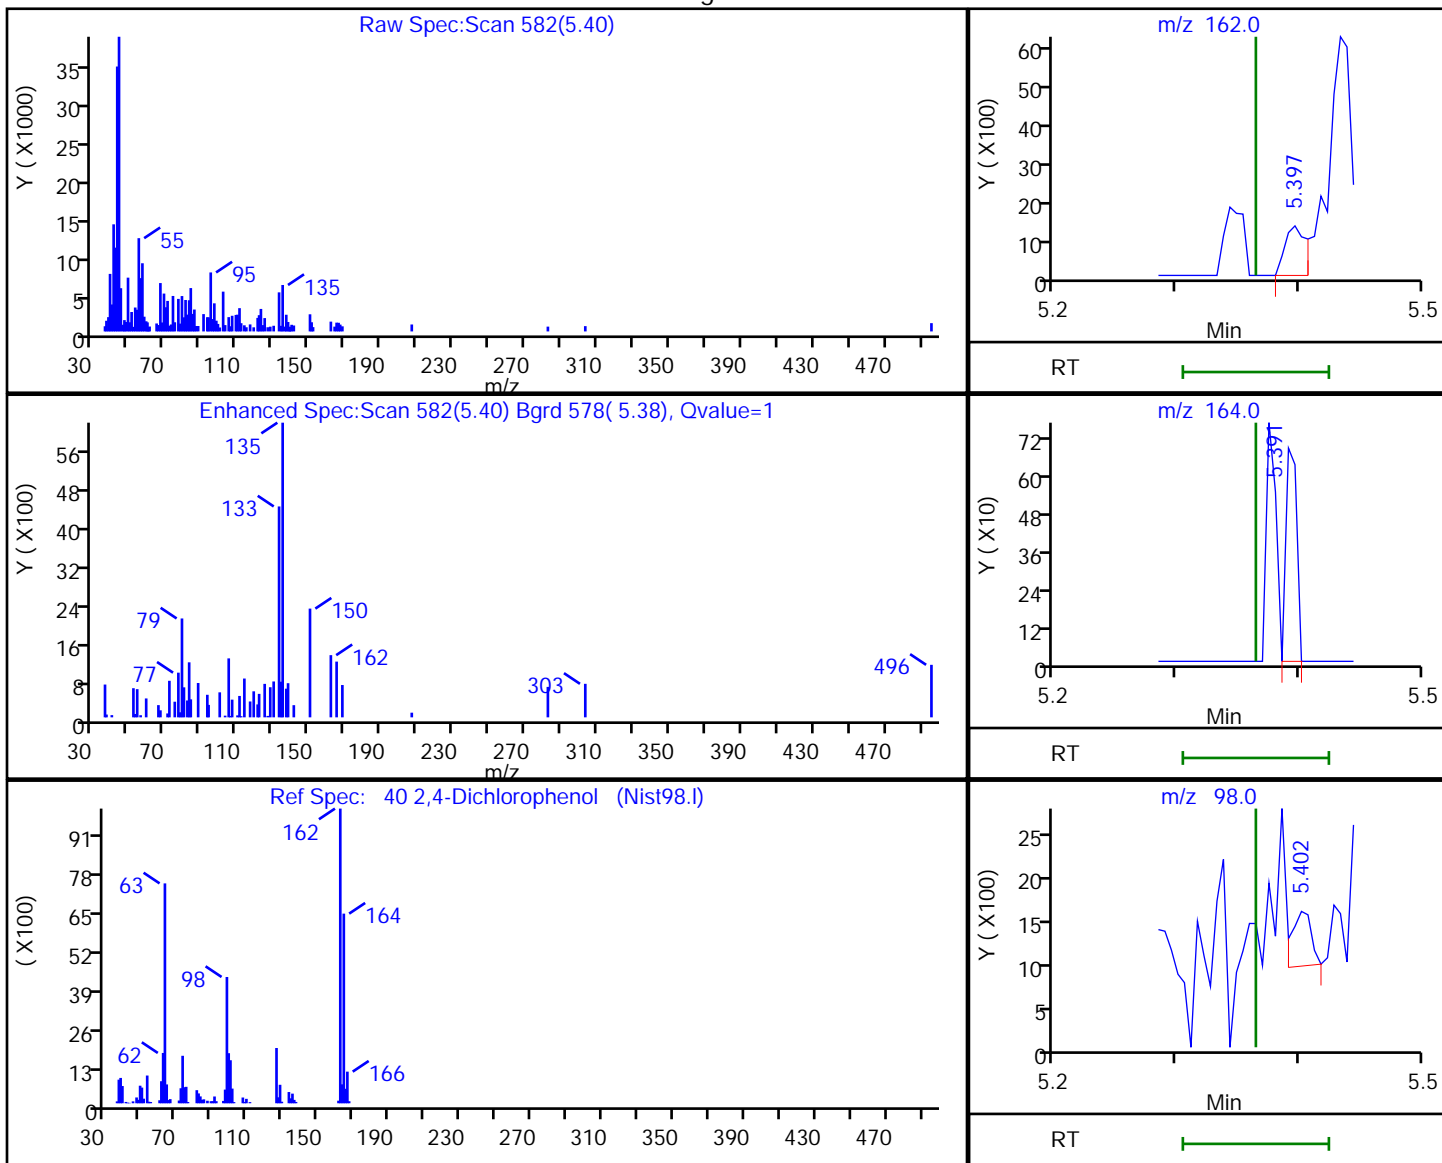 Raw Spec:Scan 582(5.40)
Y ( X1000)
35
30
25
20
15
10
5
0
55
95
135
30 70 110 150 190 230 270 310 350 390 430 470
m/z
m/z 162.0
Y ( X100)
60
50
40
30
20
10
0
5.397
5.2 5.5
Min
RT
Enhanced Spec:Scan 582(5.40) Bgrd 578( 5.38), Qvalue=1
Y ( X100)
56
48
40
32
24
16
8
0
135
133
79
77
150
162
303
496
30 70 110 150 190 230 270 310 350 390 430 470
m/z
m/z 164.0
Y ( X10)
72
60
48
36
24
12
0
5.391
5.2 5.5
Min
RT
Ref Spec: 40 2,4-Dichlorophenol (Nist98.l)
( X100)
91
78
65
52
39
26
13
0
162
63
164
98
62
166
30 70 110 150 190 230 270 310 350 390 430 470
m/z 98.0
Y ( X100)
25
20
15
10
5
0
5.402
5.2 5.5
Min
RT